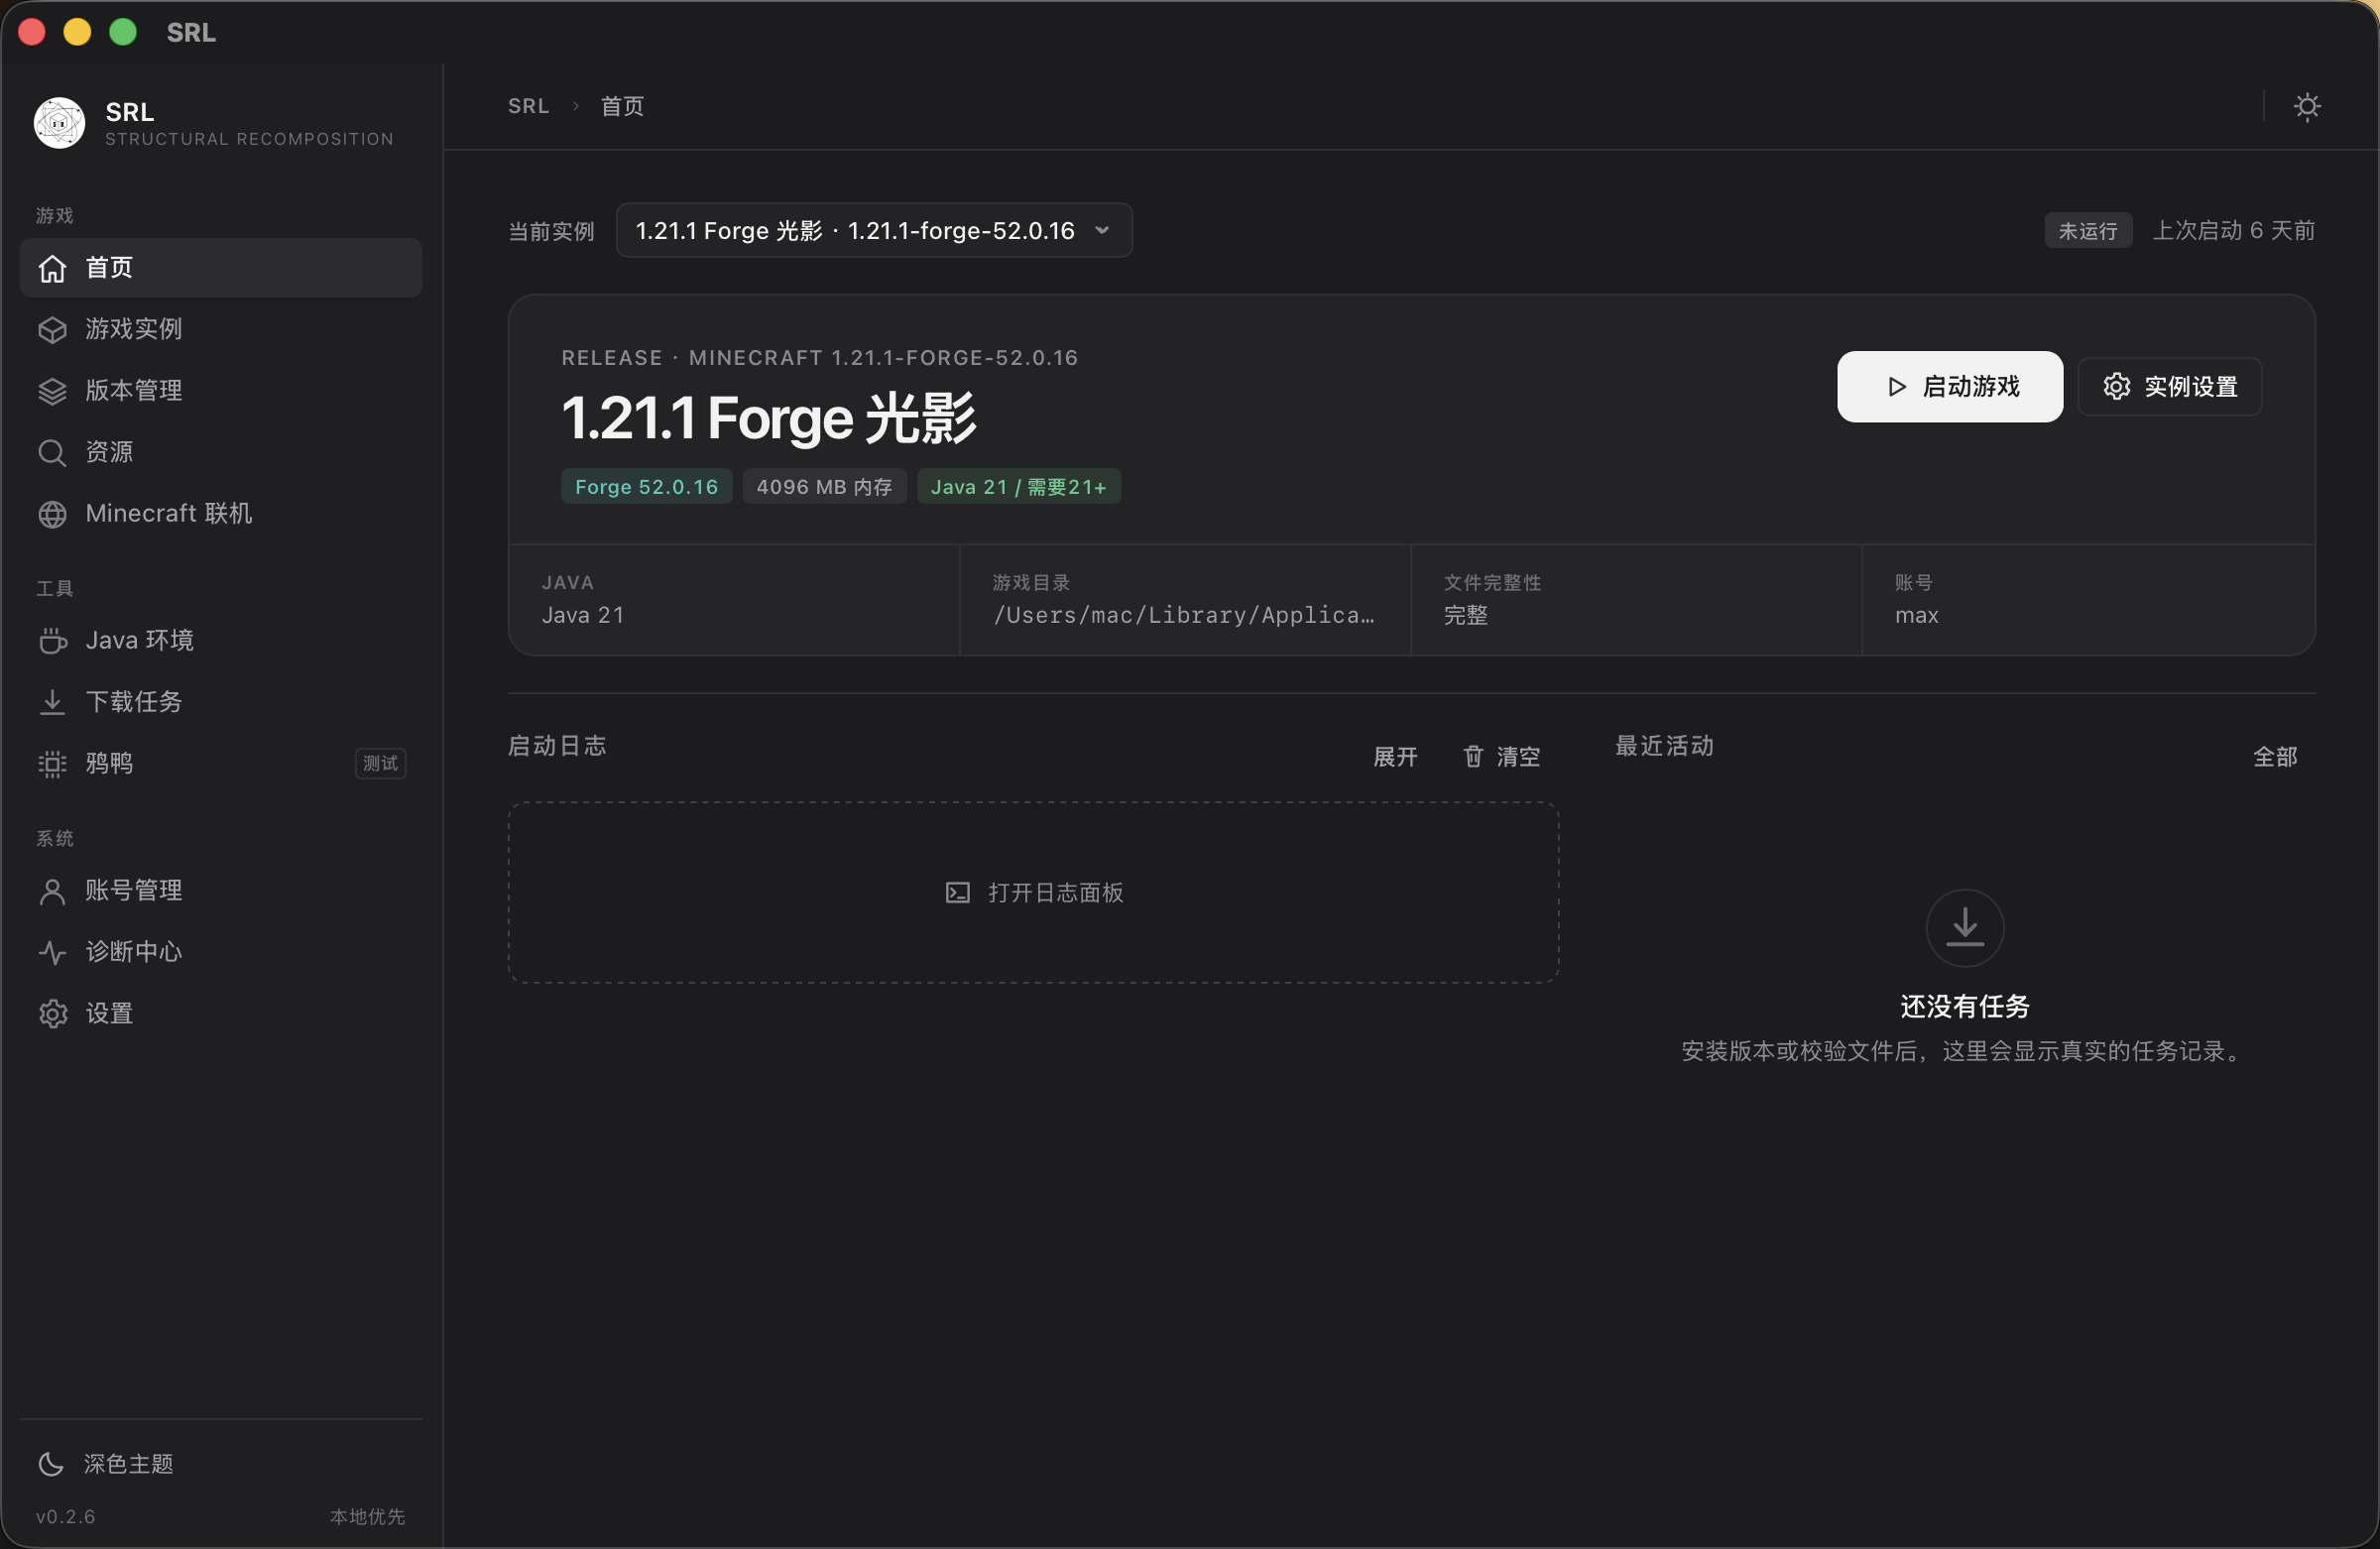 SRL
SRL
STRUCTURAL RECOMPOSITION
游戏
首页
游戏实例
版本管理
资源
Minecraft 联机
工具
Java 环境
下载任务
鸦鸭 测试
系统
账号管理
诊断中心
设置
深色主题
v0.2.6 本地优先
SRL › 首页
当前实例 1.21.1 Forge 光影 · 1.21.1-forge-52.0.16 未运行 上次启动 6 天前
RELEASE · MINECRAFT 1.21.1-FORGE-52.0.16
1.21.1 Forge 光影
Forge 52.0.16 4096 MB 内存 Java 21 / 需要21+
启动游戏 实例设置
JAVA
Java 21
游戏目录
/Users/mac/Library/Applica…
文件完整性
完整
账号
max
启动日志 展开 清空
打开日志面板
最近活动 全部
还没有任务
安装版本或校验文件后，这里会显示真实的任务记录。